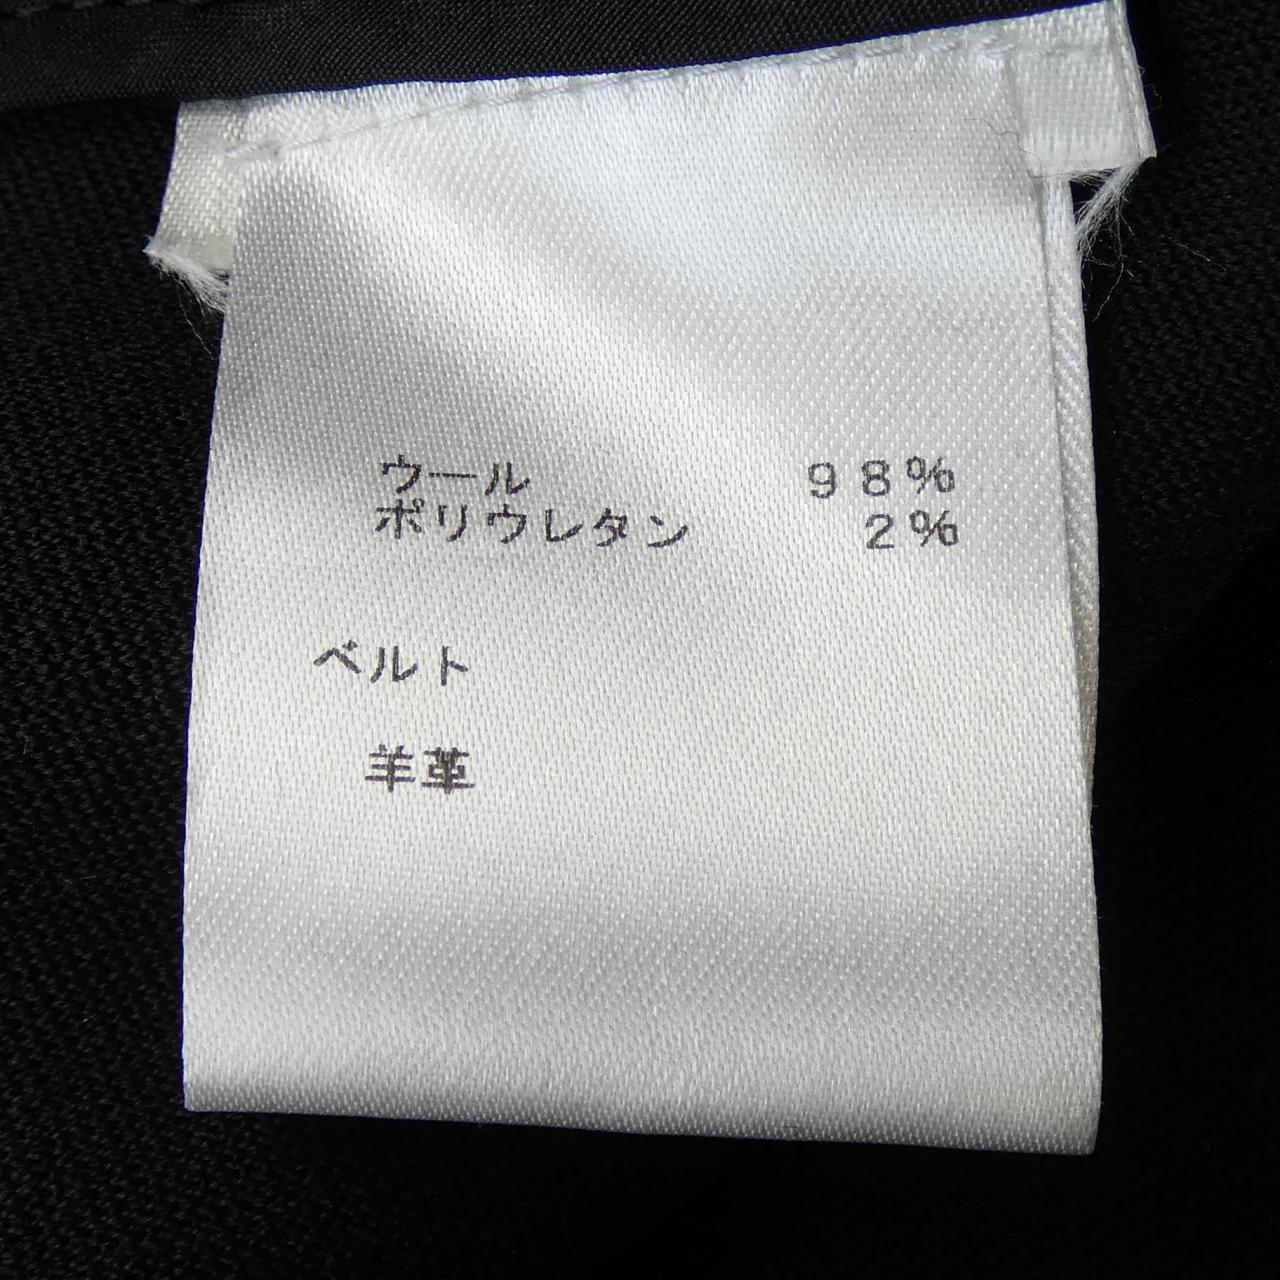 ウール 98%
ポリウレタン 2%
ベルト
羊革